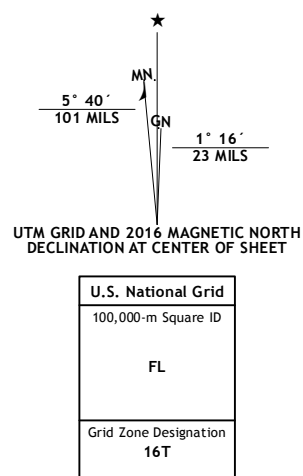 ★
MN.
5° 40´
101 MILS
GN
1° 16´
23 MILS
UTM GRID AND 2016 MAGNETIC NORTH
DECLINATION AT CENTER OF SHEET
U.S. National Grid
100,000-m Square ID
FL
Grid Zone Designation
16T